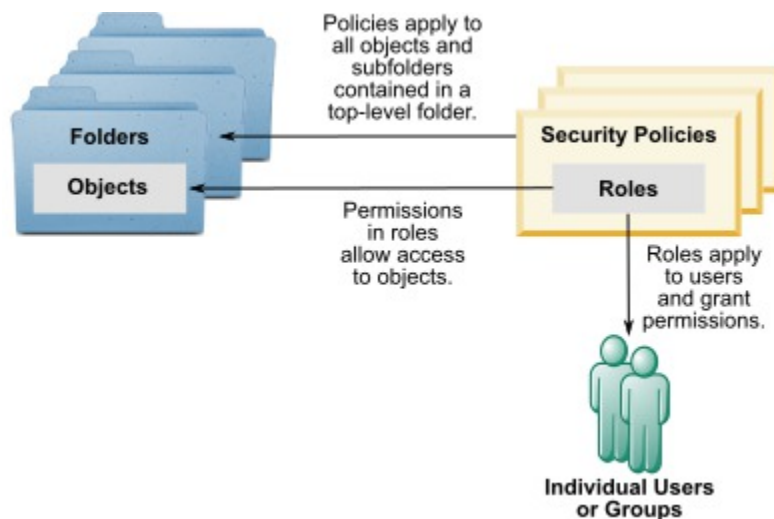 Policies apply to
all objects and
subfolders
contained in a
top-level folder.
Folders
Security Policies
Objects
Roles
Permissions
in roles
allow access
to objects.
Roles apply
to users
and grant
permissions.
Individual Users
or Groups